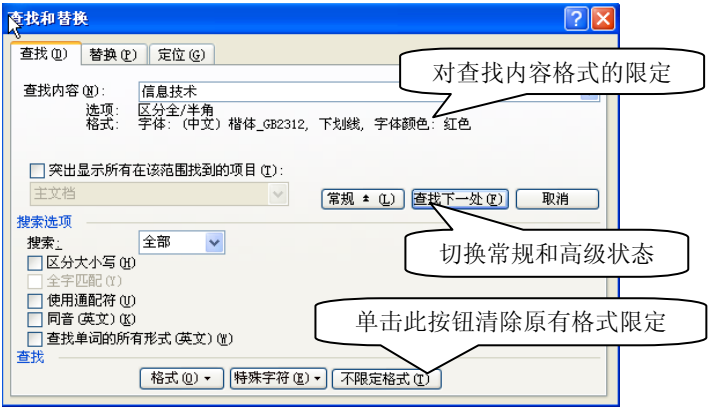 查找和替换
查找(D) 替换(P) 定位(G)
对查找内容格式的限定
查找内容(N): 信息技术
选项: 区分全/半角
格式: 字体: (中文) 楷体_GB2312, 下划线, 字体颜色: 红色
突出显示所有在该范围找到的项目(T):
主文档
常规 (L) 查找下一处(F) 取消
搜索选项
搜索: 全部
切换常规和高级状态
区分大小写(H)
全字匹配(Y)
使用通配符(U)
同音(英文)(K)
单击此按钮清除原有格式限定
查找单词的所有形式(英文)(W)
查找
格式(O) 特殊字符(E) 不限定格式(T)